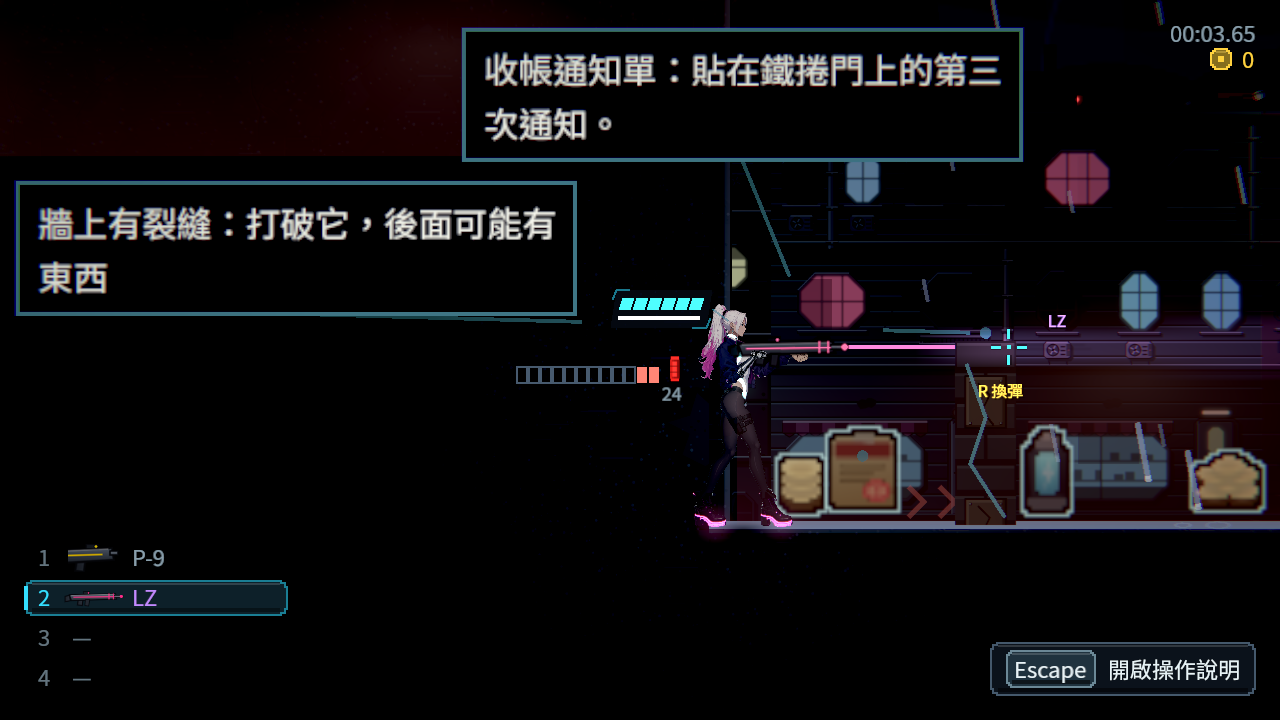 00:03.65
0
收帳通知單：貼在鐵捲門上的第三
次通知。
牆上有裂縫：打破它，後面可能有
東西
LZ
R 換彈
24
1 P-9
2 LZ
3 —
4 —
Escape 開啟操作說明